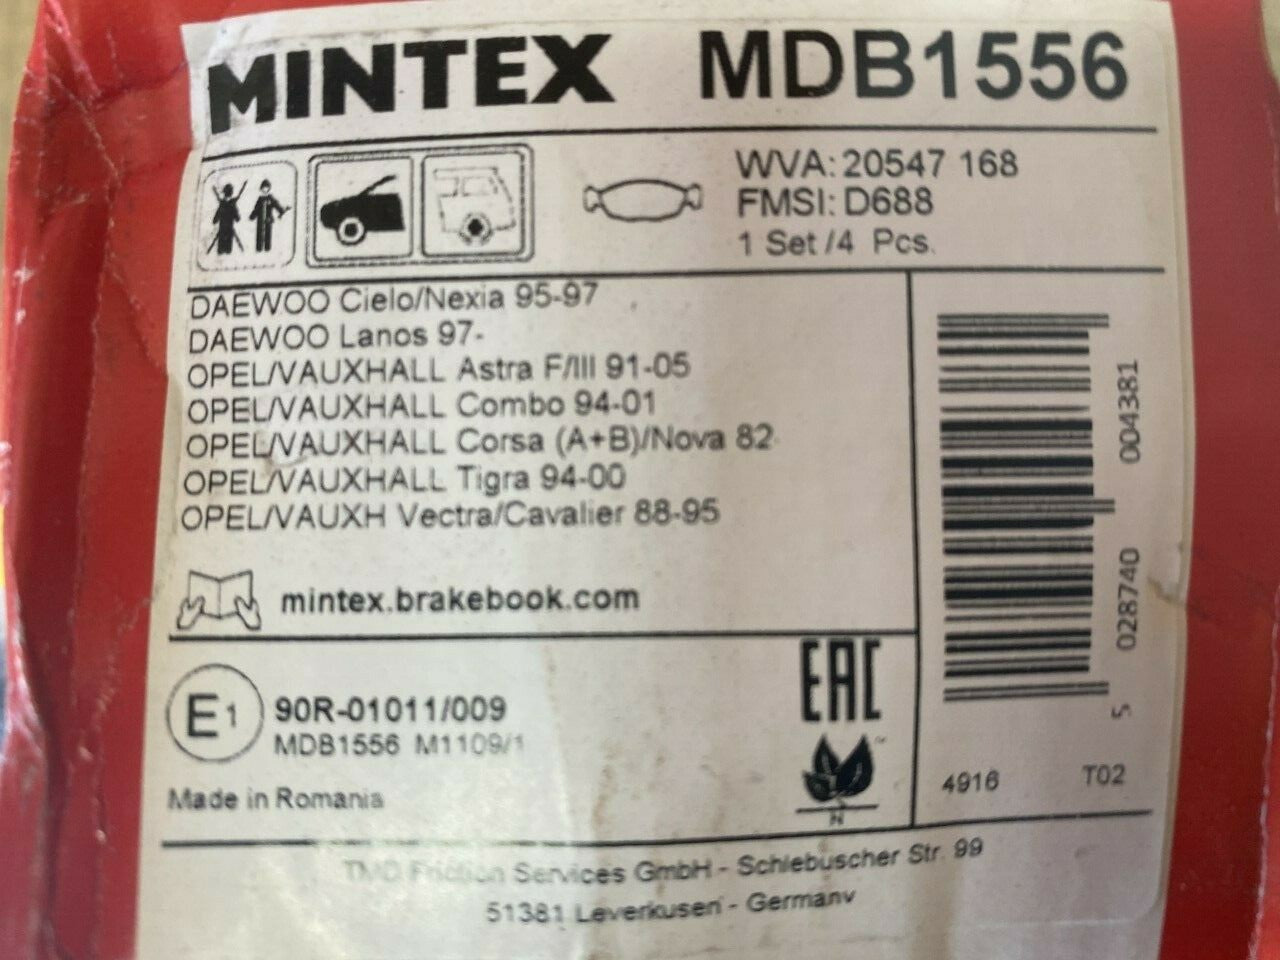 MINTEX MDB1556
WVA: 20547 168
FMSI: D688
1 Set /4 Pcs.
DAEWOO Cielo/Nexia 95-97
DAEWOO Lanos 97-
OPEL/VAUXHALL Astra F/III 91-05
OPEL/VAUXHALL Combo 94-01
OPEL/VAUXHALL Corsa (A+B)/Nova 82
OPEL/VAUXHALL Tigra 94-00
OPEL/VAUXH Vectra/Cavalier 88-95
mintex.brakebook.com
E1 90R-01011/009
MDB1556 M1109/1
Made in Romania
EAC
N
5 028740 004381
4916 T02
Friction Services GmbH - Schlebuscher Str. 99
51381 Leverkusen - Germany